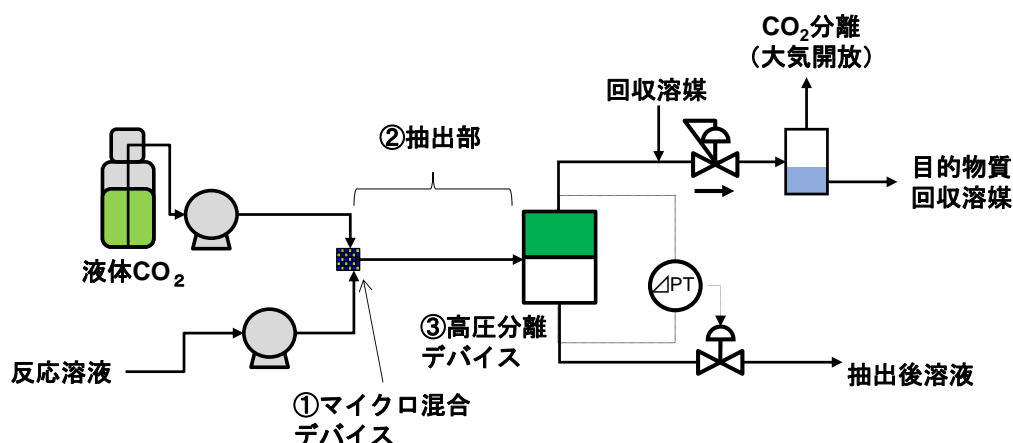 CO₂分離
（大気開放）
回収溶媒
②抽出部
目的物質
回収溶媒
液体CO₂
⊿PT
③高圧分離
デバイス
反応溶液
抽出後溶液
①マイクロ混合
デバイス